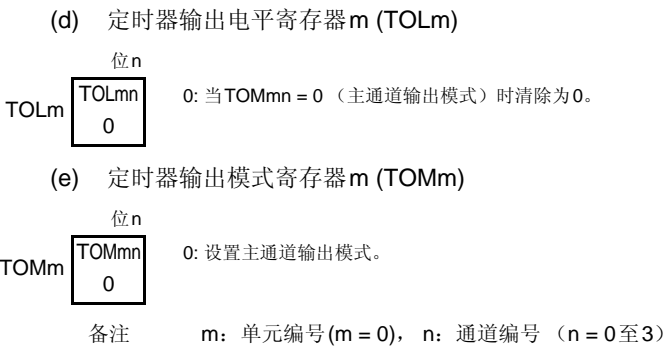 (d) 定时器输出电平寄存器m (TOLm)
位n
TOLm TOLmn 0: 当TOMmn = 0 （主通道输出模式）时清除为0。
0
(e) 定时器输出模式寄存器m (TOMm)
位n
TOMm TOMmn 0: 设置主通道输出模式。
0
备注 m：单元编号(m = 0)， n：通道编号 （n = 0至3）